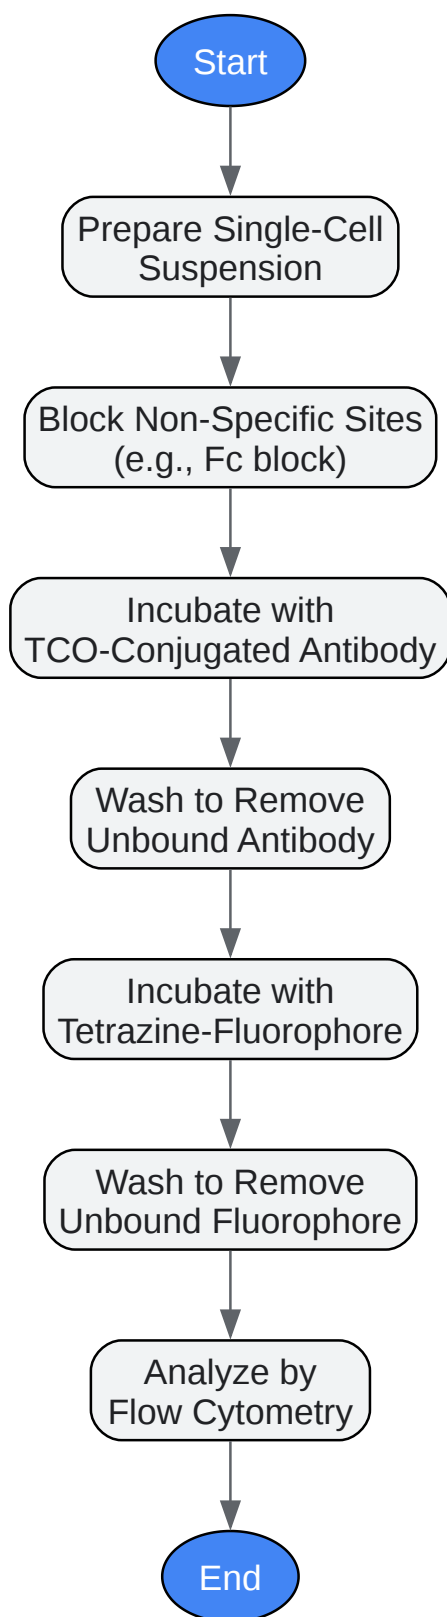 Start
Prepare Single-Cell
Suspension
Block Non-Specific Sites
(e.g., Fc block)
Incubate with
TCO-Conjugated Antibody
Wash to Remove
Unbound Antibody
Incubate with
Tetrazine-Fluorophore
Wash to Remove
Unbound Fluorophore
Analyze by
Flow Cytometry
End